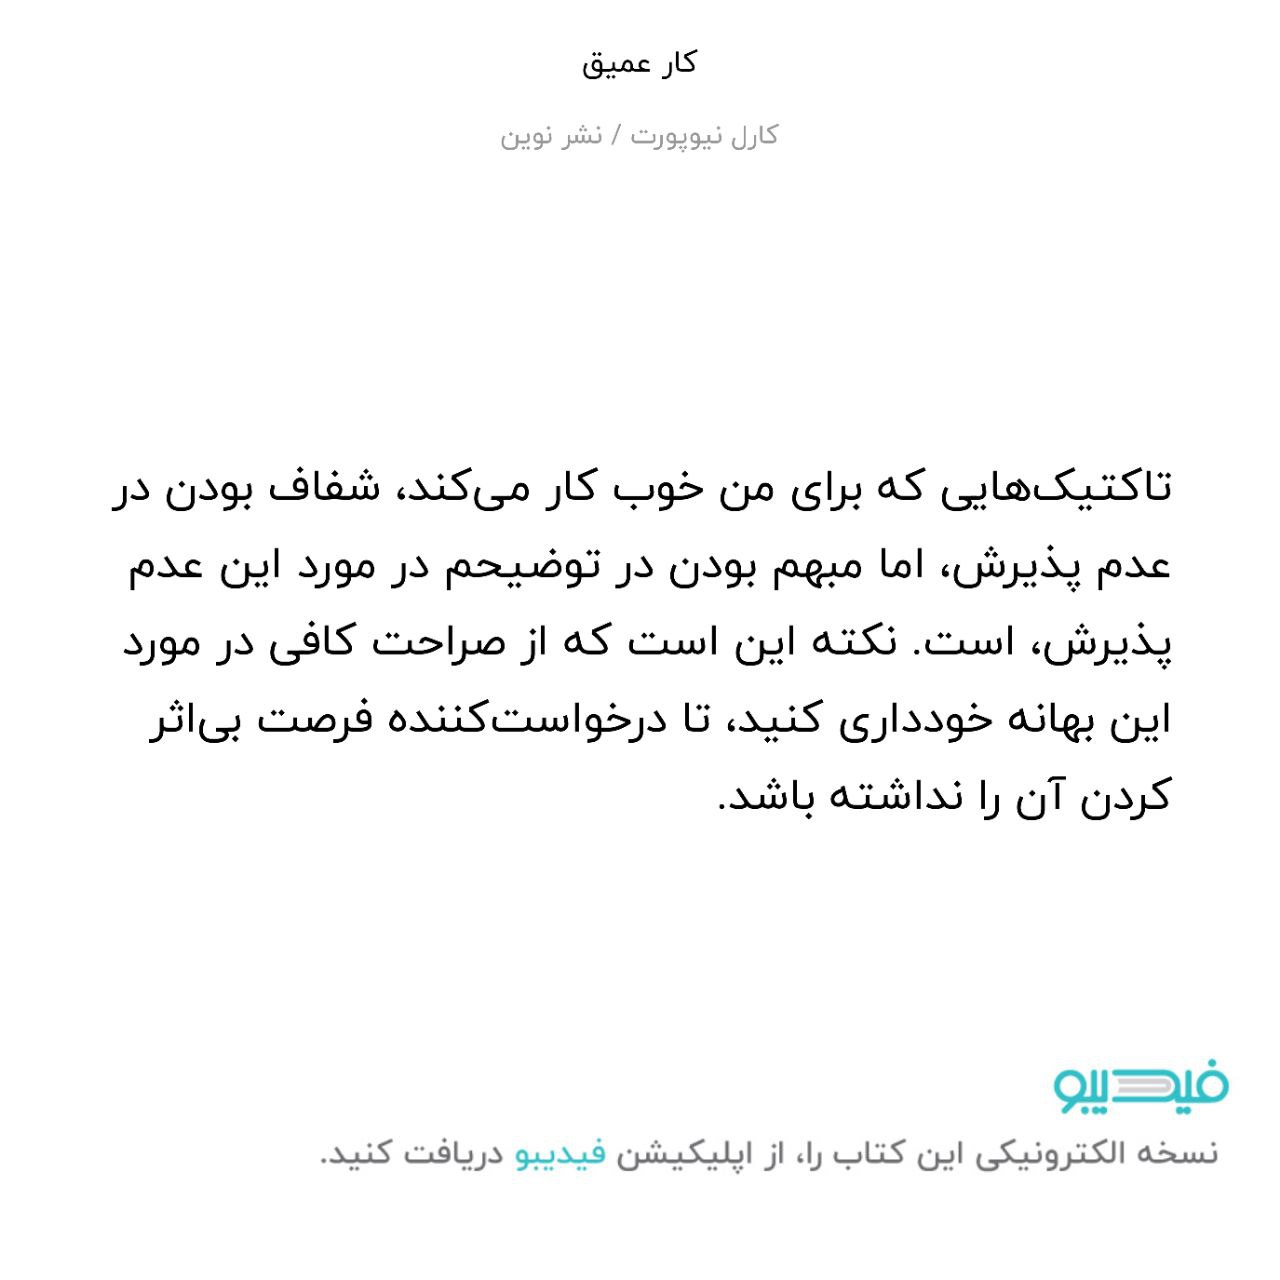 کار عمیق
کارل نیوپورت / نشر نوین
تاکتیک‌هایی که برای من خوب کار می‌کند، شفاف بودن در
عدم پذیرش، اما مبهم بودن در توضیحم در مورد این عدم
پذیرش، است. نکته این است که از صراحت کافی در مورد
این بهانه خودداری کنید، تا درخواست‌کننده فرصت بی‌اثر
کردن آن را نداشته باشد.
فیدیبو
نسخه الکترونیکی این کتاب را، از اپلیکیشن فیدیبو دریافت کنید.